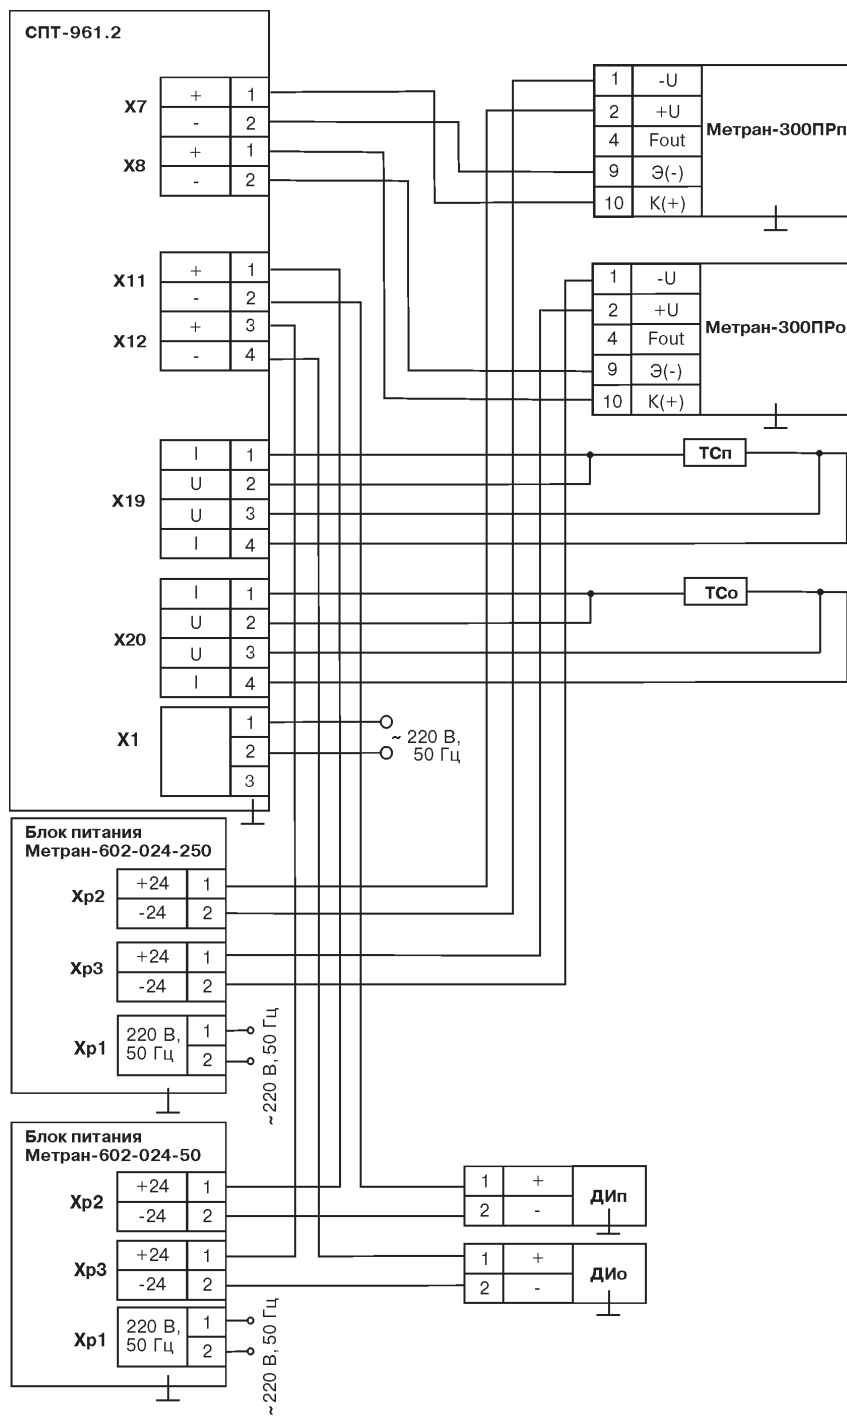 СПТ-961.2
X7
+ 1
- 2
X8
+ 1
- 2
X11
+ 1
- 2
X12
+ 3
- 4
X19
I 1
U 2
U 3
I 4
X20
I 1
U 2
U 3
I 4
X1
1
2
3
~ 220 В,
50 Гц
1 -U
2 +U
4 Fout
9 Э(-)
10 К(+)
Метран-300ПРп
1 -U
2 +U
4 Fout
9 Э(-)
10 К(+)
Метран-300ПРо
ТСп
ТСо
Блок питания
Метран-602-024-250
Xp2
+24 1
-24 2
Xp3
+24 1
-24 2
Xp1
220 В,
50 Гц
1
2
~220 В, 50 Гц
Блок питания
Метран-602-024-50
Xp2
+24 1
-24 2
Xp3
+24 1
-24 2
Xp1
220 В,
50 Гц
1
2
~220 В, 50 Гц
1 +
2 -
ДИп
1 +
2 -
ДИо